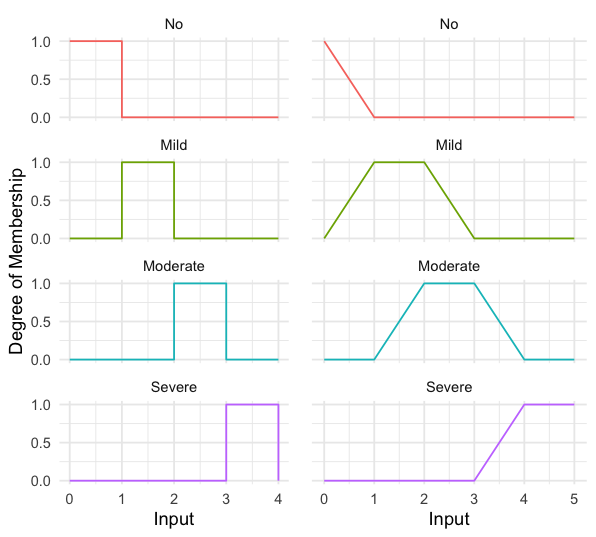 No No
1.0
0.5
0.0
Mild Mild
1.0
0.5
0.0
Moderate Moderate
1.0
0.5
0.0
Severe Severe
1.0
0.5
0.0
0 1 2 3 4 0 1 2 3 4 5
Input Input
Degree of Membership